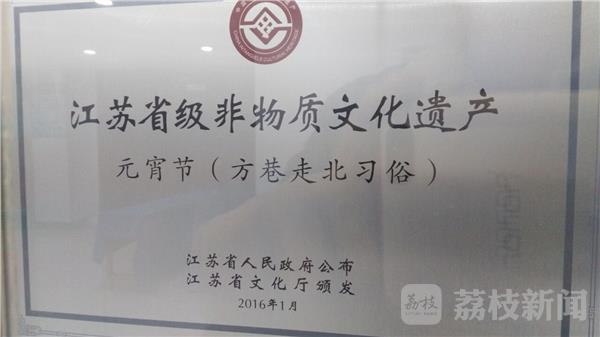 江苏省级非物质文化遗产
元宵节（方巷走北习俗）
江苏省人民政府公布
江苏省文化厅颁发
2016年1月
荔枝
荔枝新闻